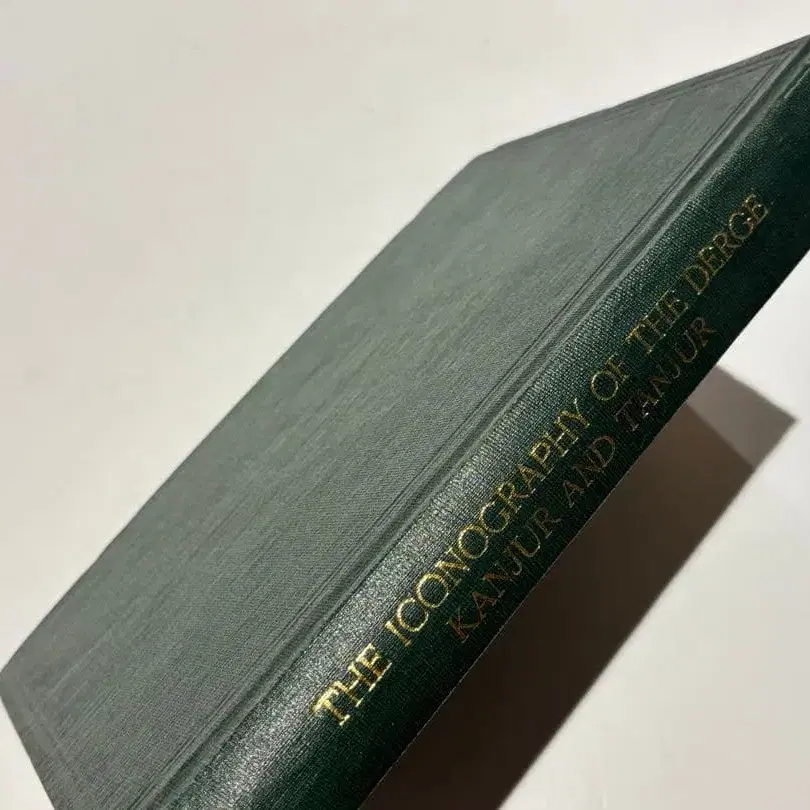 THE ICONOGRAPHY OF THE DERGE
KANJUR AND TANJUR